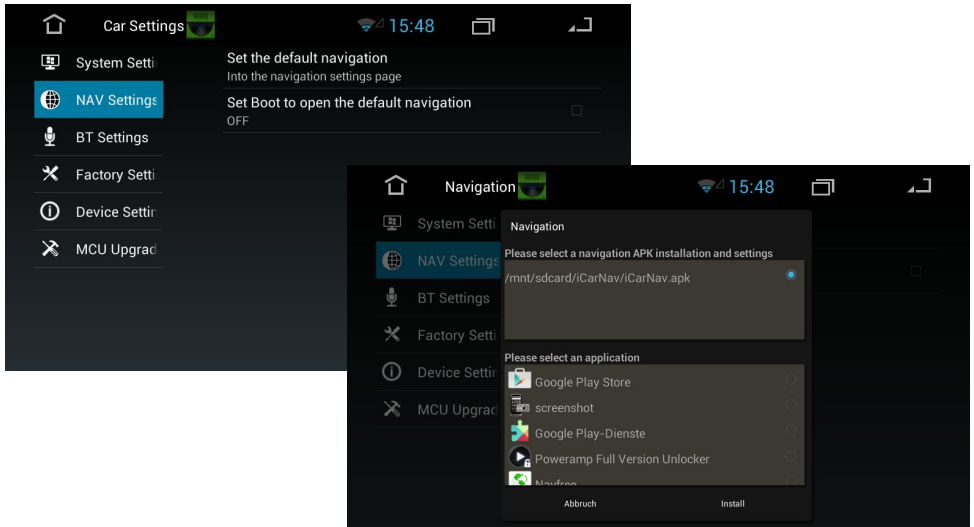 Car Settings
15:48
System Setti
NAV Settings
BT Settings
Factory Setti
Device Settin
MCU Upgrad
Set the default navigation
Into the navigation settings page
Set Boot to open the default navigation
OFF
Navigation
15:48
System Setti
NAV Settings
BT Settings
Factory Setti
Device Settin
MCU Upgrad
Navigation
Please select a navigation APK installation and settings
/mnt/sdcard/iCarNav/iCarNav.apk
Please select an application
Google Play Store
screenshot
Google Play-Dienste
Poweramp Full Version Unlocker
Navfree
Abbruch
Install